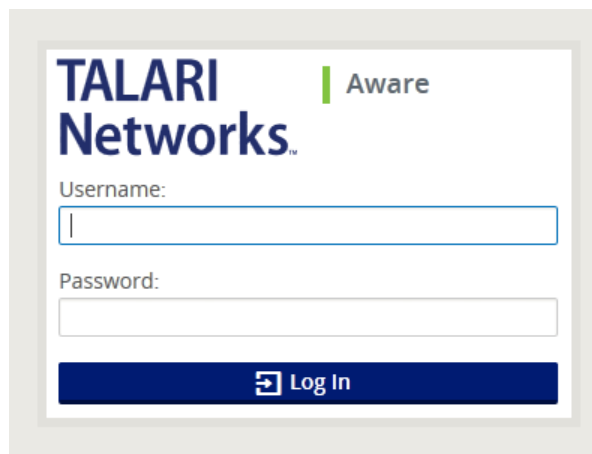 TALARI
Networks™
Aware
Username:
Password:
Log In